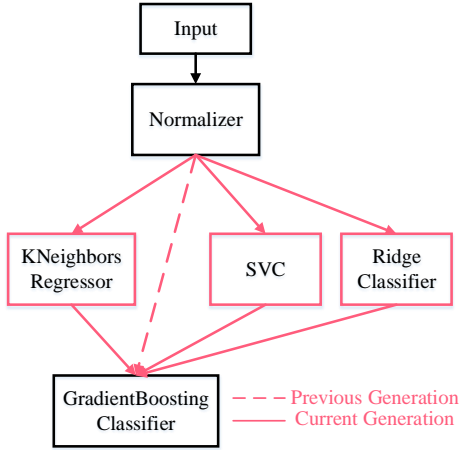 Input
Normalizer
KNeighbors
Regressor
SVC
Ridge
Classifier
GradientBoosting
Classifier
Previous Generation
Current Generation